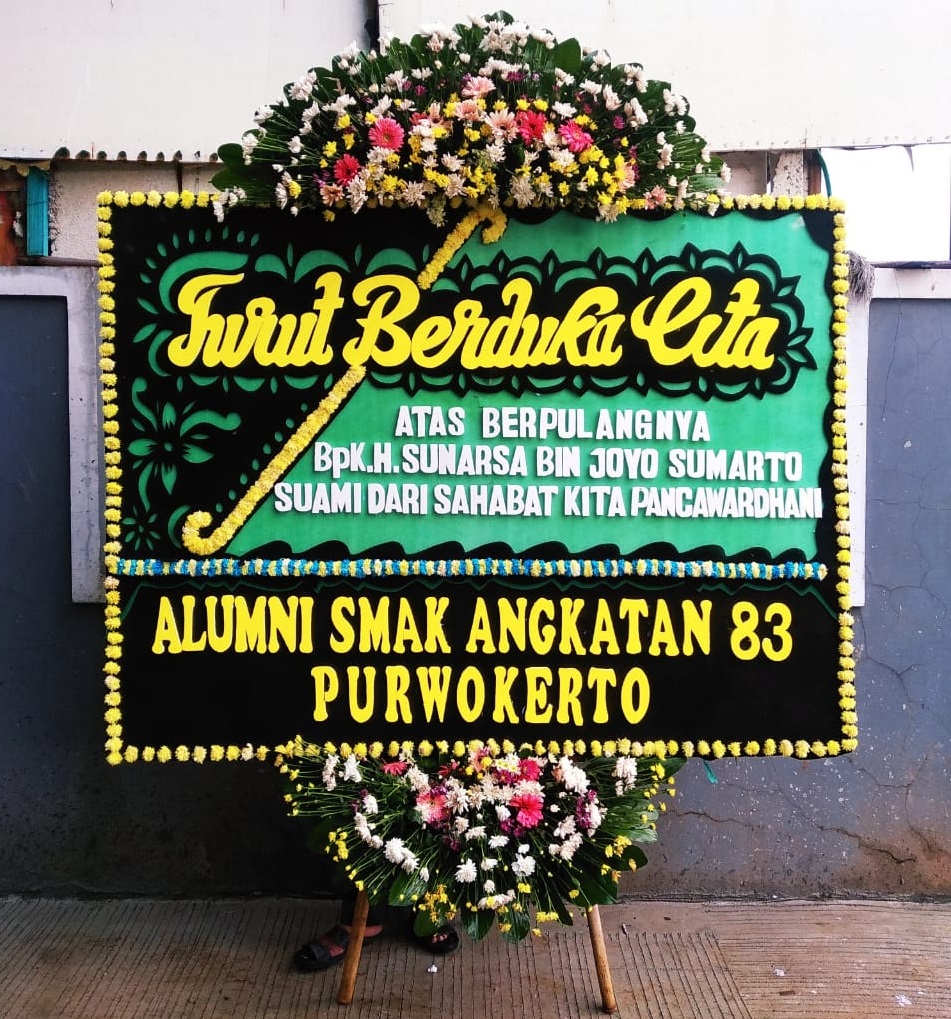 Turut Berduka Cita
ATAS BERPULANGNYA
BpK.H.SUNARSA BIN JOYO SUMARTO
SUAMI DARI SAHABAT KITA PANCAWARDHANI
ALUMNI SMAK ANGKATAN 83
PURWOKERTO